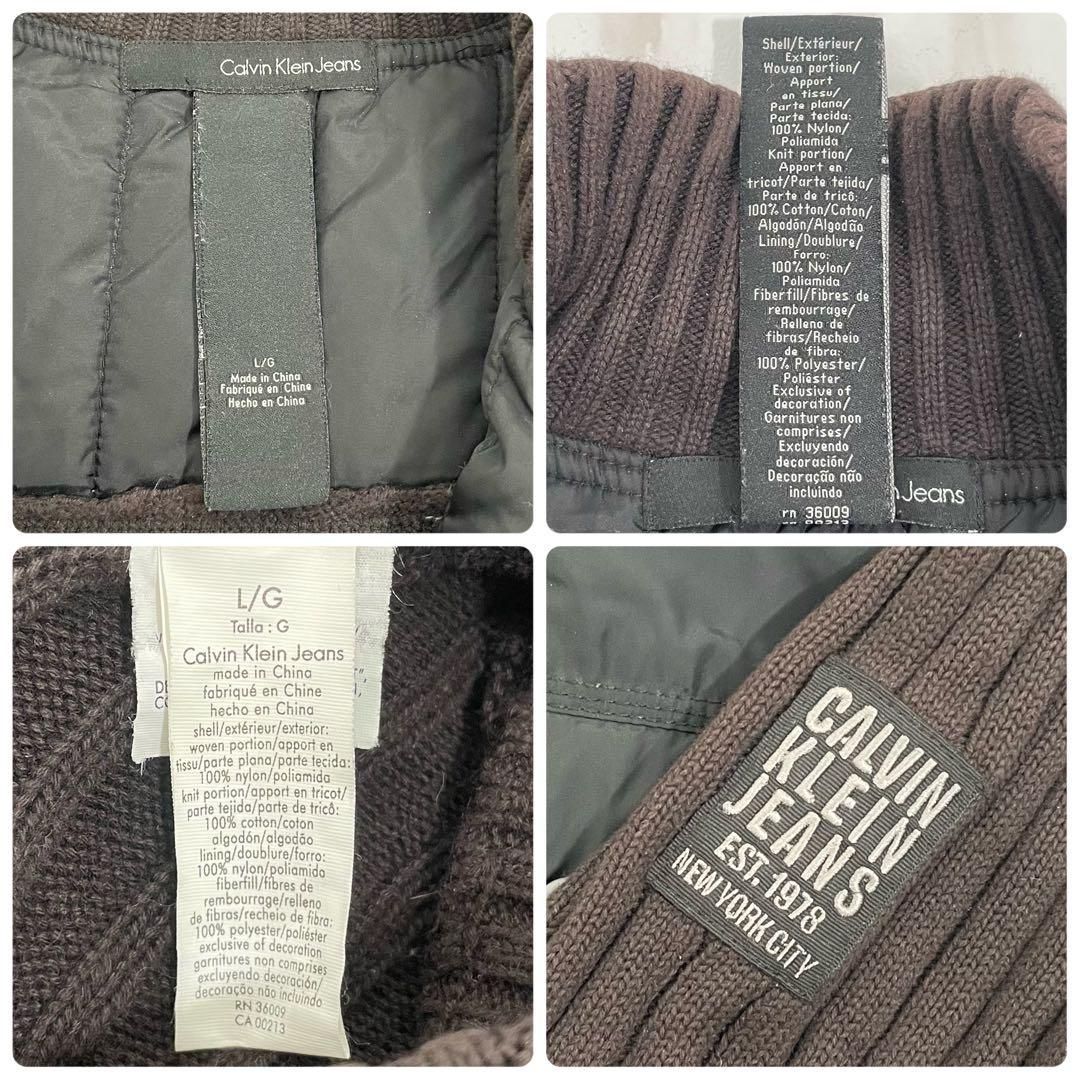 Calvin Klein Jeans
L/G
Made in China
Fabriqué en Chine
Hecho en China
Shell/Extérieur/
Exterior:
Woven portion/
Apport
en tissu/
Parte plana/
Parte tecida:
100% Nylon/
Poliamida
Knit portion/
Apport en
tricot/Parte tejida/
Parte de tricô:
100% Cotton/Coton/
Algodón/Algodão
Lining/Doublure/
Forro:
100% Nylon/
Poliamida
Fiberfill/Fibres de
rembourrage/
Relleno de
fibras/Recheio
de fibra:
100% Polyester/
Poliéster
Exclusive of
decoration/
Garnitures non
comprises/
Excluyendo
decoración/
Decoração não
incluindo
rn 36009
ca 00213
Jeans
L/G
Talla : G
Calvin Klein Jeans
made in China
fabriqué en Chine
hecho en China
shell/extérieur/exterior:
woven portion/apport en
tissu/parte plana/parte tecida:
100% nylon/poliamida
knit portion/apport en tricot/
parte tejida/parte de tricô:
100% cotton/coton
algodón/algodão
lining/doublure/forro:
100% nylon/poliamida
fiberfill/fibres de
rembourrage/relleno
de fibras/recheio de fibra:
100% polyester/poliéster
exclusive of decoration
garnitures non comprises
excluyendo decoración/
decoração não incluindo
RN 36009
CA 00213
CALVIN
KLEIN
JEANS
EST. 1978
NEW YORK CITY